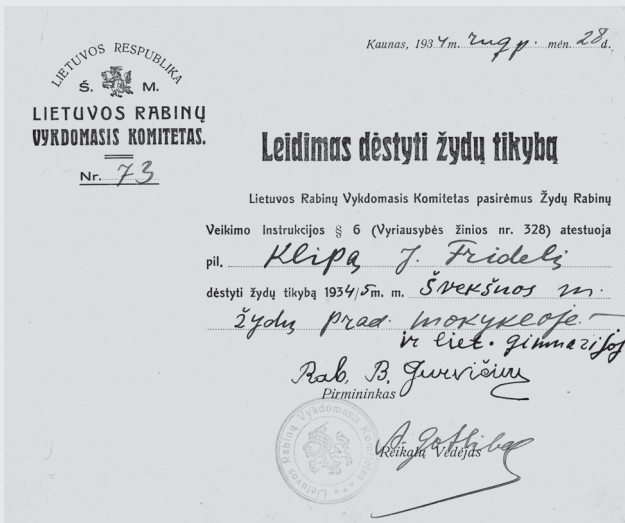 Kaunas, 1934 m. rugp. mėn. 28 d.
LIETUVOS RESPUBLIKA
Š. M.
LIETUVOS RABINŲ
VYKDOMASIS KOMITETAS.
Nr. 73
Leidimas dėstyti žydų tikybą
Lietuvos Rabinų Vykdomasis Komitetas pasirėmus Žydų Rabinų
Veikimo Instrukcijos § 6 (Vyriausybės žinios nr. 328) atestuoja
pil. Klipą J. Fridelį
dėstyti žydų tikybą 1934/5 m. m. Švekšnos m.
žydų prad. mokykloje
ir liet. gimnazijoj
Rab. B. Gurvičius
Pirmininkas
A. Gotlibas
Reikalų Vedėjas
Lietuvos Rabinų Vykdomasis Komitetas